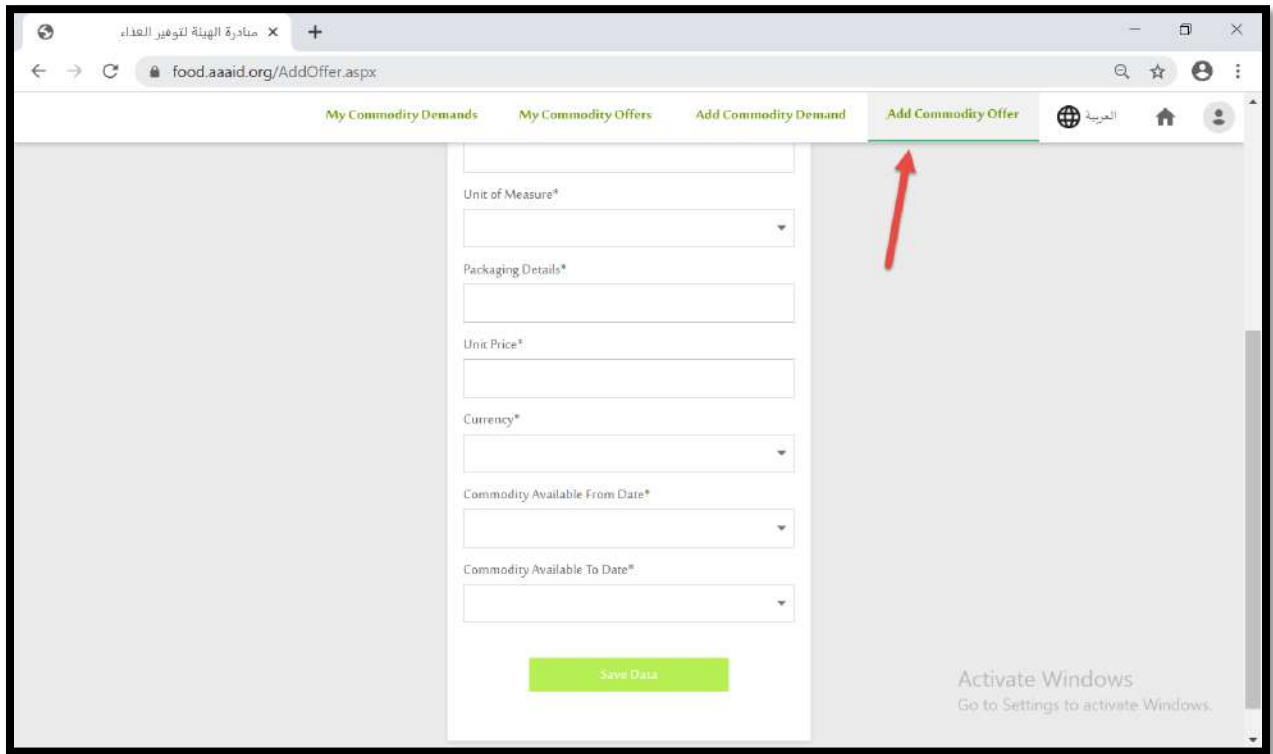 مبادرة الهيئة لتوفير الغذاء
food.aaaid.org/AddOffer.aspx
My Commodity Demands My Commodity Offers Add Commodity Demand Add Commodity Offer العربية
Unit of Measure*
Packaging Details*
Unit Price*
Currency*
Commodity Available From Date*
Commodity Available To Date*
Save Data
Activate Windows
Go to Settings to activate Windows.